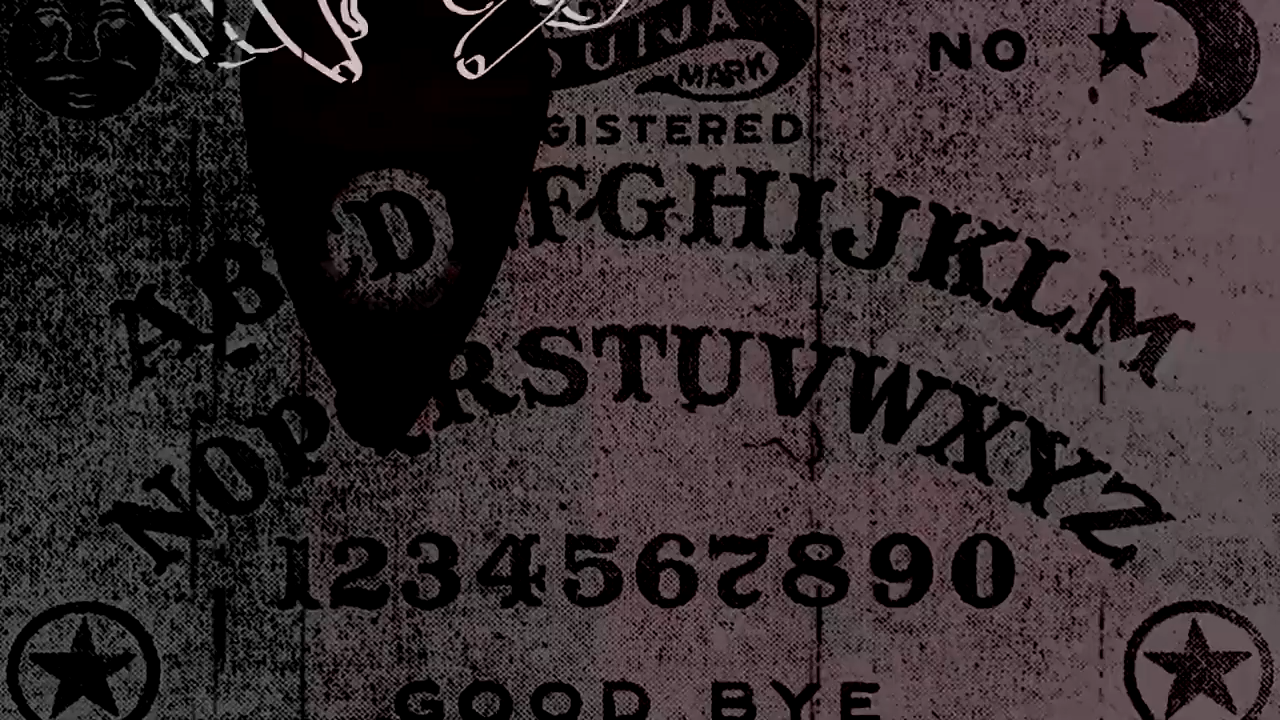 OUIJA
NO
MARK
GISTERED
AB D FGHIJKLM
NOP RSTUVWXYZ
1234567890
GOOD BYE